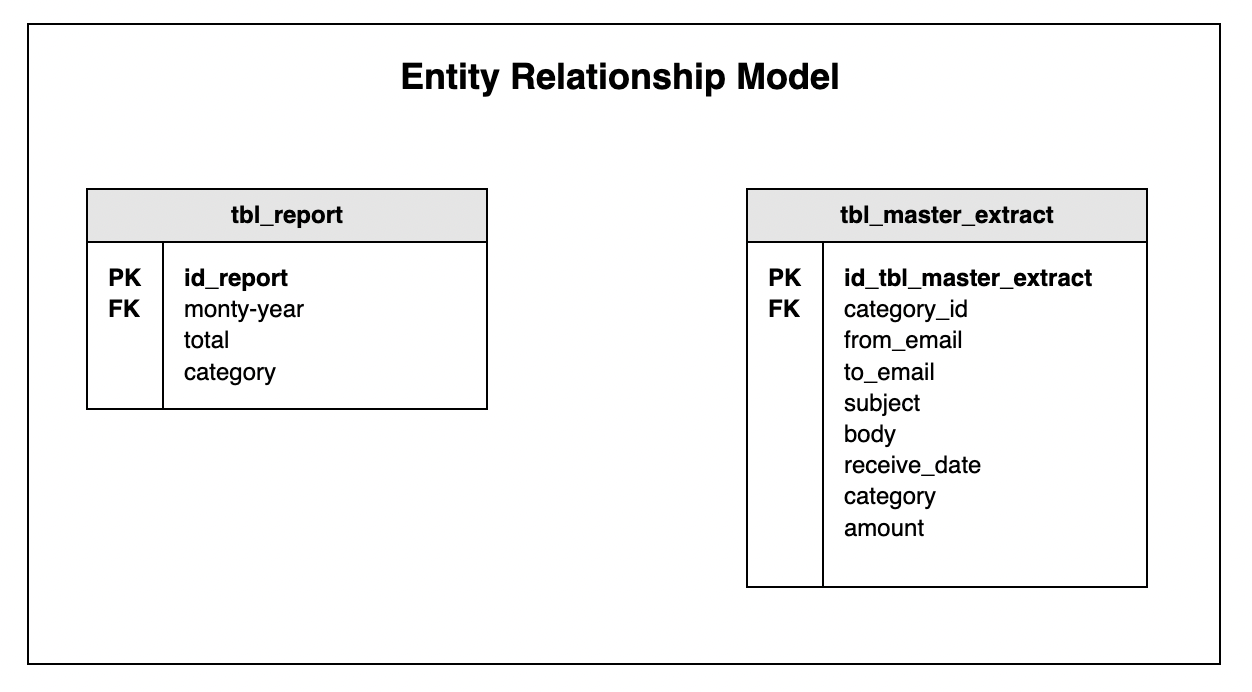 Entity Relationship Model
tbl_report
PK id_report
FK monty-year
total
category
tbl_master_extract
PK id_tbl_master_extract
FK category_id
from_email
to_email
subject
body
receive_date
category
amount